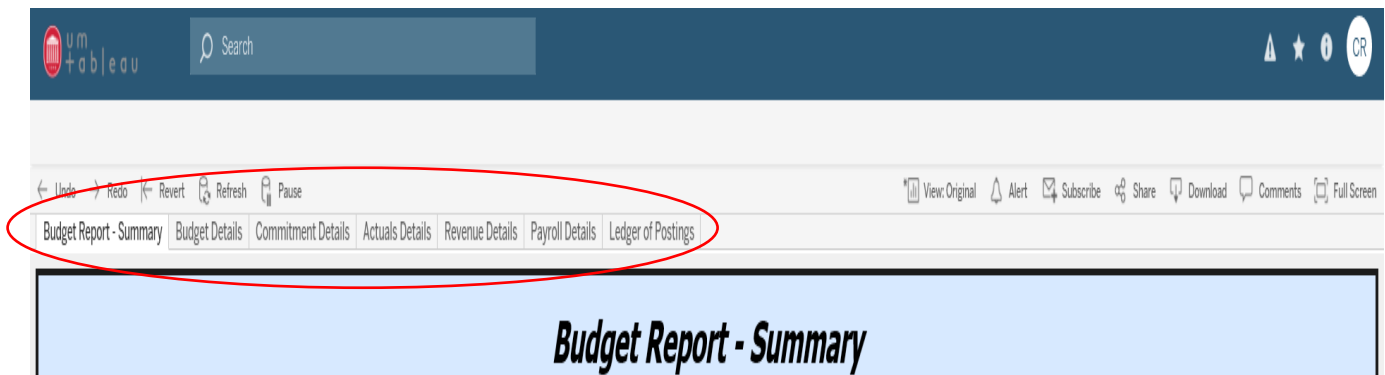 um
tableau
Search
CR
Undo Redo Revert Refresh Pause View: Original Alert Subscribe Share Download Comments Full Screen
Budget Report - Summary Budget Details Commitment Details Actuals Details Revenue Details Payroll Details Ledger of Postings
Budget Report - Summary